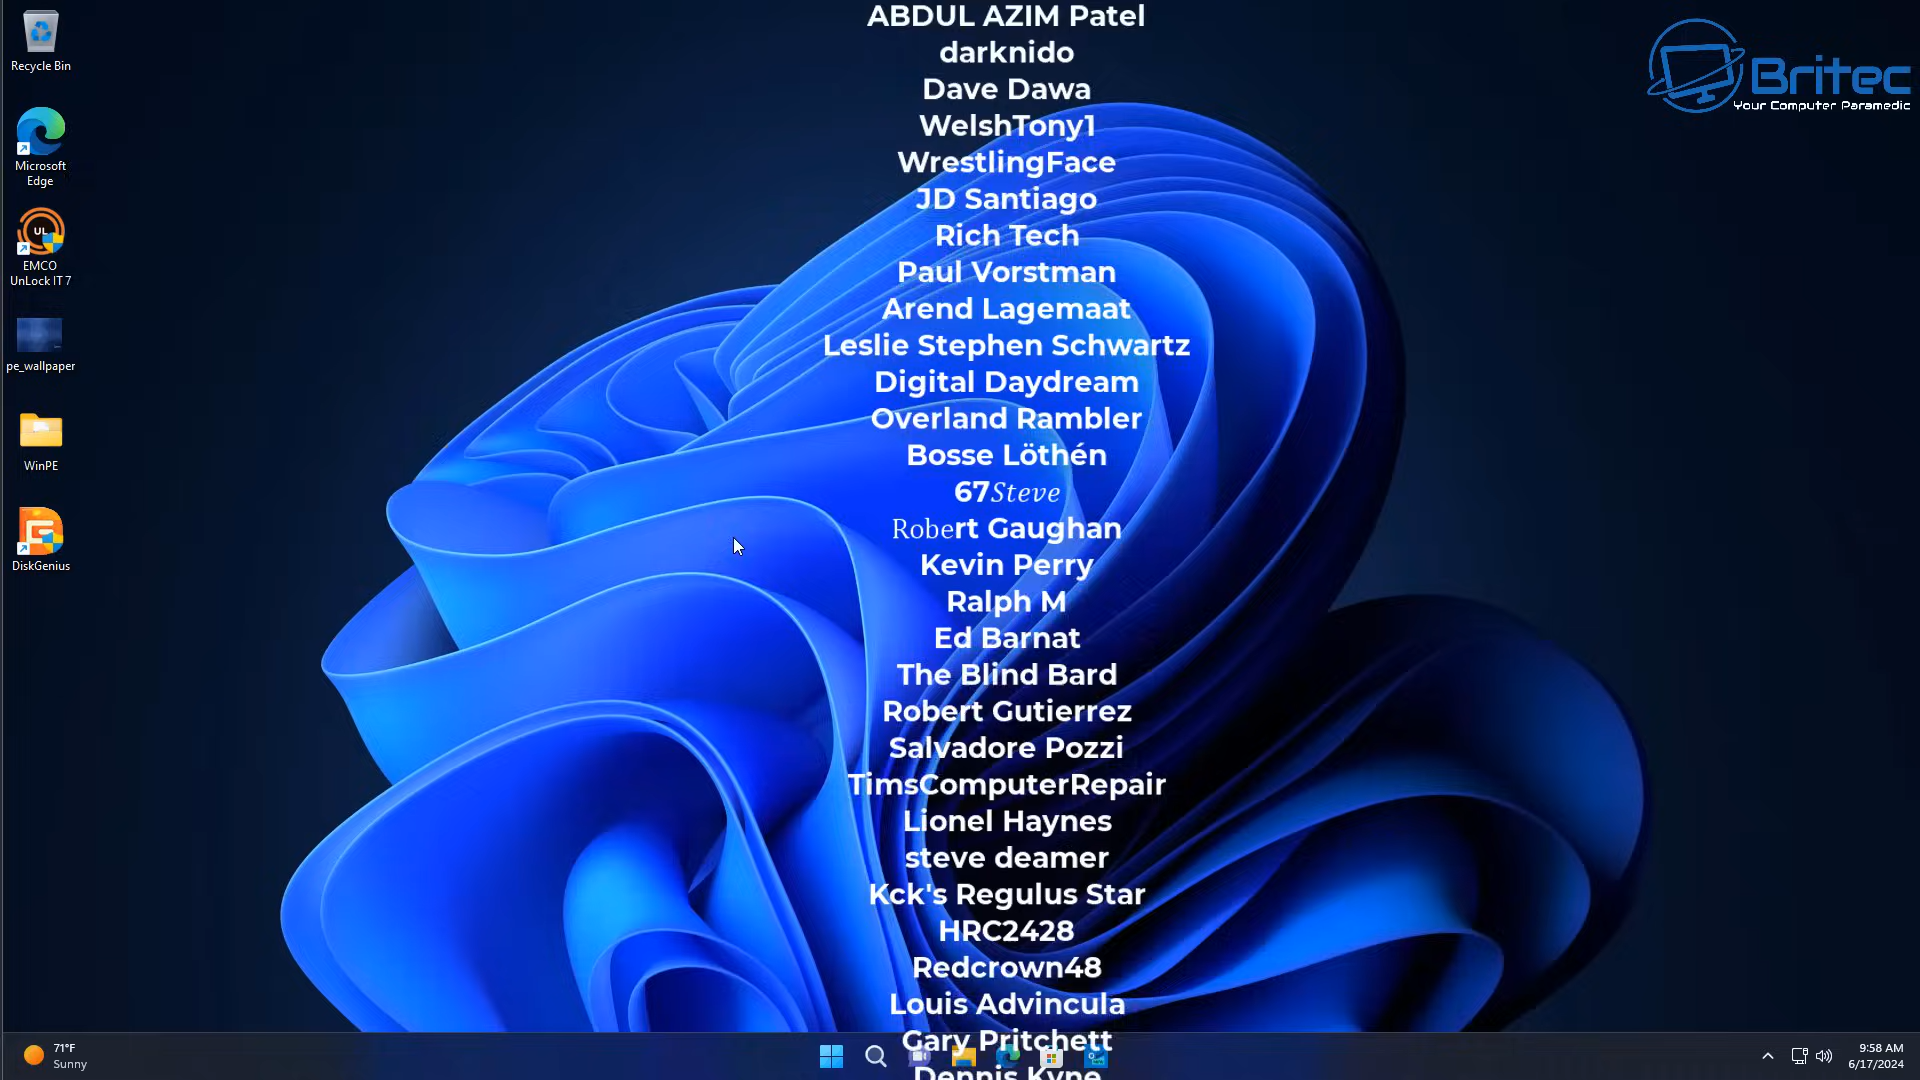 Recycle Bin
Microsoft
Edge
UL
EMCO
UnLock IT 7
pe_wallpaper
WinPE
DiskGenius
ABDUL AZIM Patel
darknido
Dave Dawa
WelshTony1
WrestlingFace
JD Santiago
Rich Tech
Paul Vorstman
Arend Lagemaat
Leslie Stephen Schwartz
Digital Daydream
Overland Rambler
Bosse Löthén
67Steve
Robert Gaughan
Kevin Perry
Ralph M
Ed Barnat
The Blind Bard
Robert Gutierrez
Salvadore Pozzi
TimsComputerRepair
Lionel Haynes
steve deamer
Kck's Regulus Star
HRC2428
Redcrown48
Louis Advincula
Gary Pritchett
Dennis Kyne
Britec
Your Computer Paramedic
71°F
Sunny
9:58 AM
6/17/2024